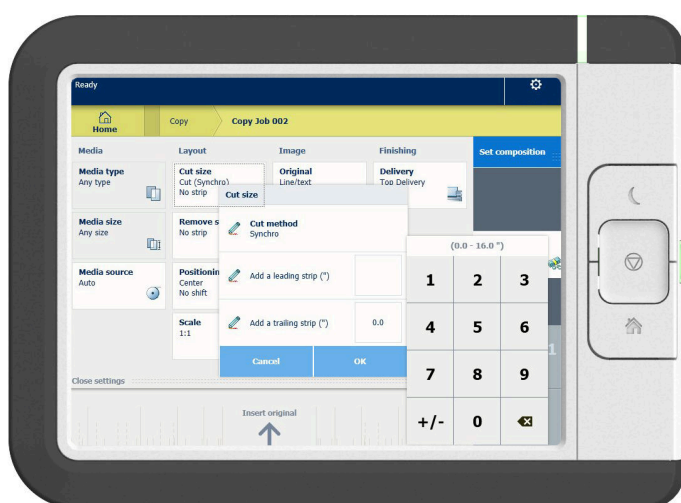 Ready
Home
Copy
Copy Job 002
Media
Layout
Image
Finishing
Set composition
Media type
Any type
Cut size
Cut (Synchro)
No strip
Original
Line/text
Delivery
Top Delivery
Cut size
Media size
Any size
Remove s
No strip
Cut method
Synchro
(0.0 - 16.0 ")
Media source
Auto
Positionin
Center
No shift
Add a leading strip (")
1
2
3
Scale
1:1
Add a trailing strip (")
0.0
4
5
6
1
Cancel
OK
7
8
9
Close settings
Insert original
+/-
0